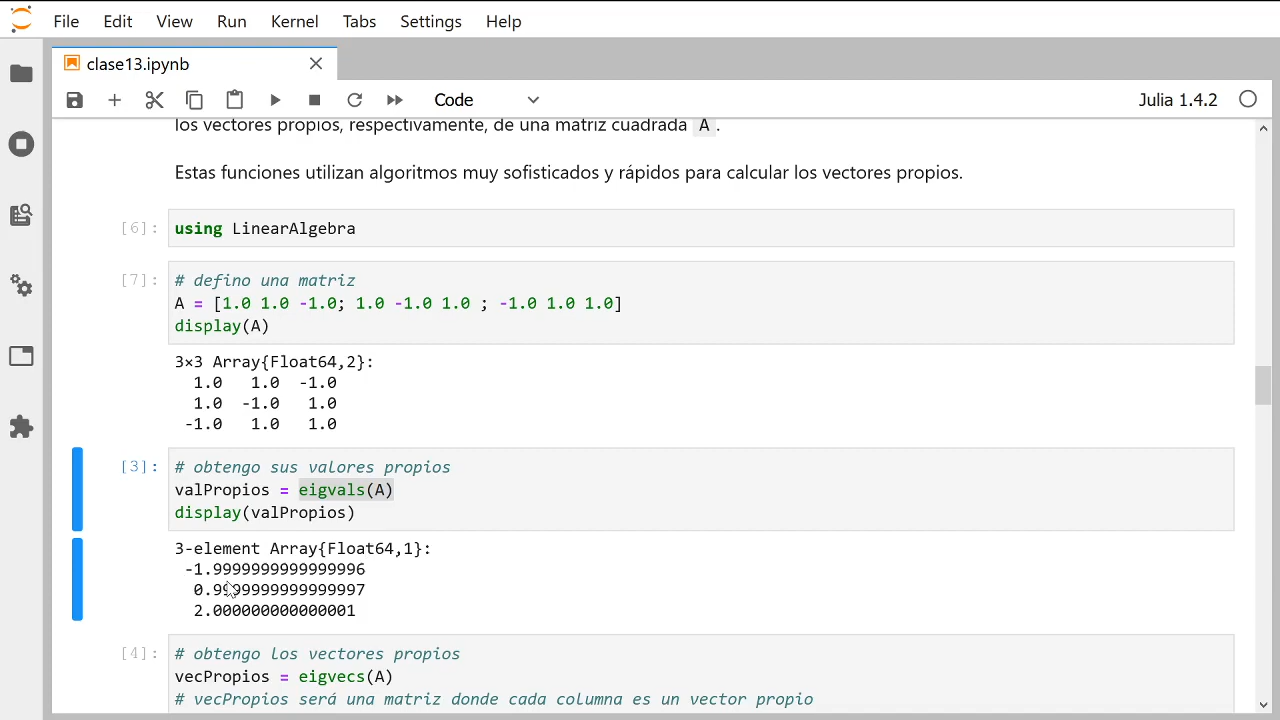 File Edit View Run Kernel Tabs Settings Help
clase13.ipynb
Code Julia 1.4.2
los vectores propios, respectivamente, de una matriz cuadrada A .
Estas funciones utilizan algoritmos muy sofisticados y rápidos para calcular los vectores propios.
[6]: using LinearAlgebra
[7]: # defino una matriz
A = [1.0 1.0 -1.0; 1.0 -1.0 1.0 ; -1.0 1.0 1.0]
display(A)
3×3 Array{Float64,2}:
1.0 1.0 -1.0
1.0 -1.0 1.0
-1.0 1.0 1.0
[3]: # obtengo sus valores propios
valPropios = eigvals(A)
display(valPropios)
3-element Array{Float64,1}:
-1.9999999999999996
0.9999999999999997
2.000000000000001
[4]: # obtengo los vectores propios
vecPropios = eigvecs(A)
# vecPropios será una matriz donde cada columna es un vector propio